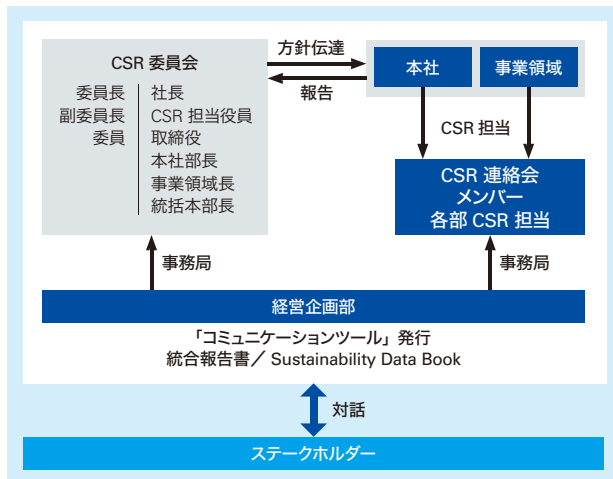 CSR 委員会
委員長 社長
副委員長 CSR 担当役員
委員 取締役
本社部長
事業領域長
統括本部長
方針伝達
報告
本社
事業領域
CSR 担当
CSR 連絡会
メンバー
各部 CSR 担当
事務局
事務局
経営企画部
「コミュニケーションツール」発行
統合報告書／ Sustainability Data Book
対話
ステークホルダー